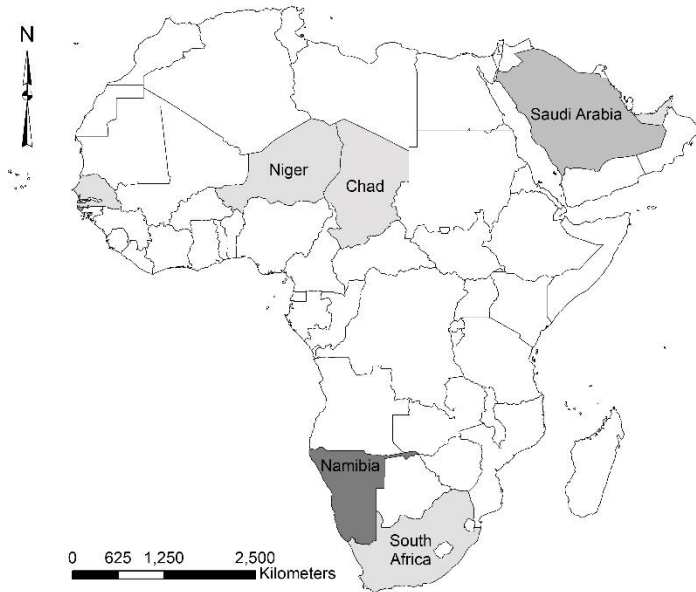 N
Saudi Arabia
Niger
Chad
Namibia
South
Africa
0 625 1,250 2,500
Kilometers